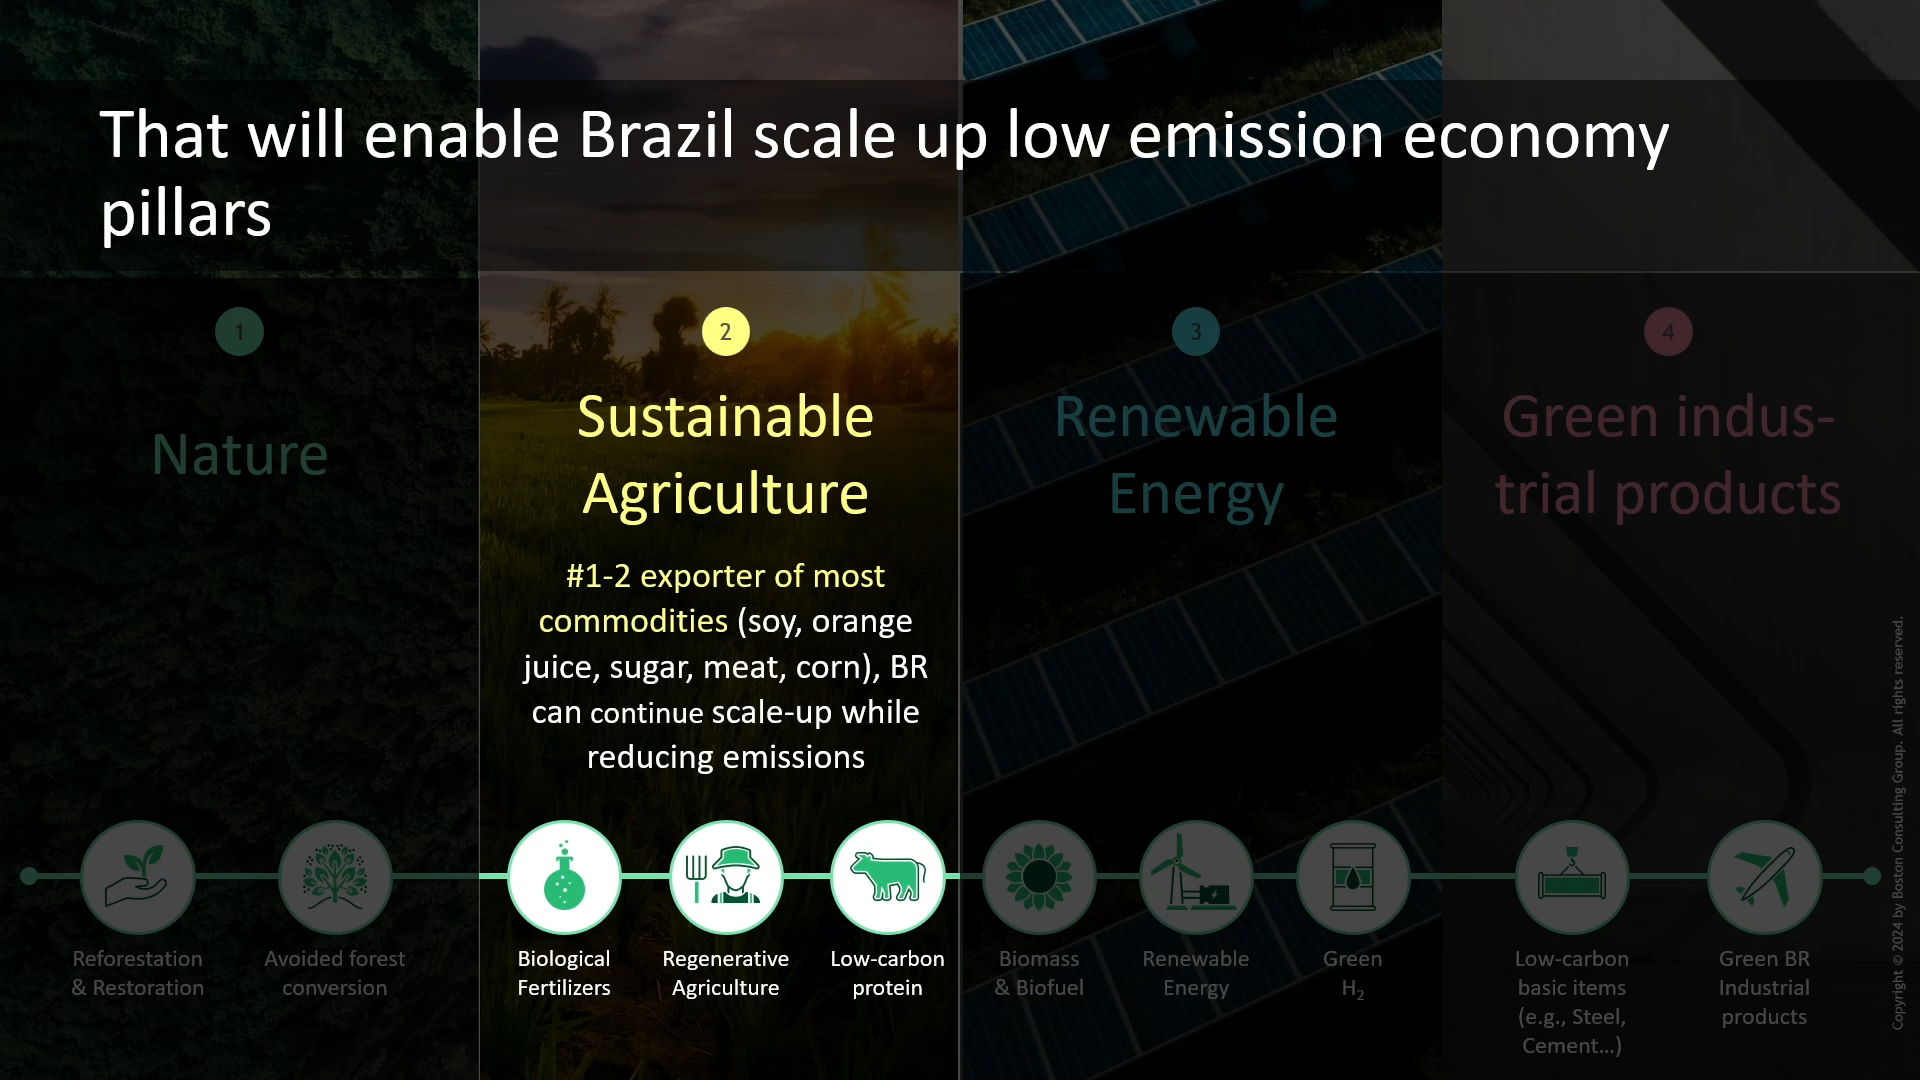 That will enable Brazil scale up low emission economy
pillars
1
Nature
Reforestation
& Restoration
Avoided forest
conversion
2
Sustainable
Agriculture
#1-2 exporter of most
commodities (soy, orange
juice, sugar, meat, corn), BR
can continue scale-up while
reducing emissions
Biological
Fertilizers
Regenerative
Agriculture
Low-carbon
protein
3
Renewable
Energy
Biomass
& Biofuel
Renewable
Energy
Green
H₂
4
Green indus-
trial products
Low-carbon
basic items
(e.g., Steel,
Cement...)
Green BR
Industrial
products
Copyright © 2024 by Boston Consulting Group. All rights reserved.